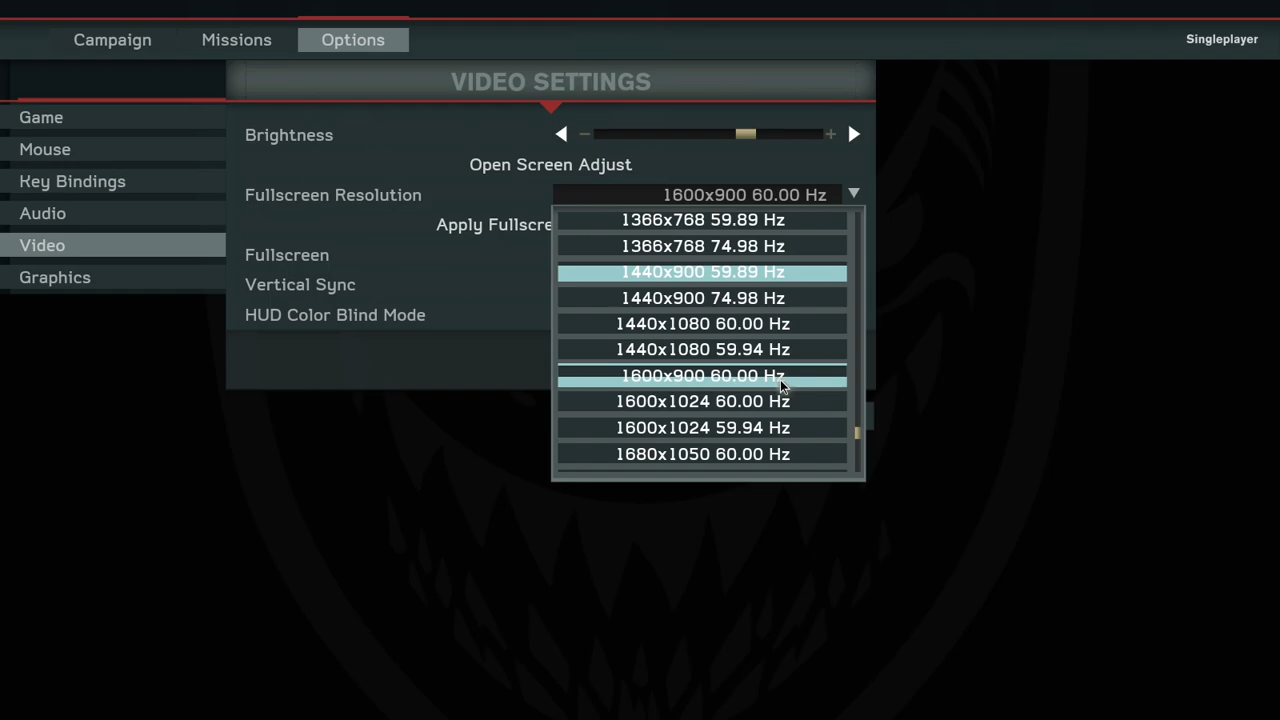 Campaign Missions Options Singleplayer
VIDEO SETTINGS
Game
Mouse
Key Bindings
Audio
Video
Graphics
Brightness
Open Screen Adjust
Fullscreen Resolution 1600x900 60.00 Hz
Apply Fullscre
Fullscreen
Vertical Sync
HUD Color Blind Mode
1366x768 59.89 Hz
1366x768 74.98 Hz
1440x900 59.89 Hz
1440x900 74.98 Hz
1440x1080 60.00 Hz
1440x1080 59.94 Hz
1600x900 60.00 Hz
1600x1024 60.00 Hz
1600x1024 59.94 Hz
1680x1050 60.00 Hz